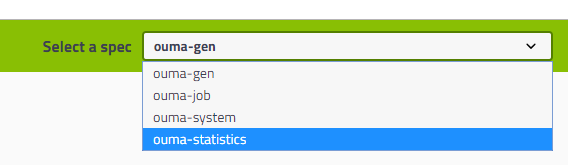 Select a spec ouma-gen
ouma-gen
ouma-job
ouma-system
ouma-statistics